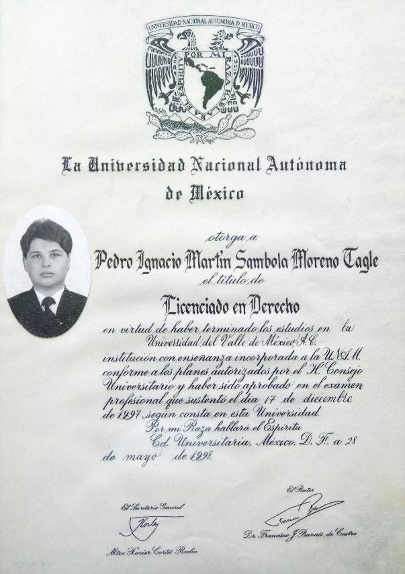 UNIVERSIDAD NACIONAL AUTONOMA DE MEXICO
POR MI RAZA
ESPIRITU
La Universidad Nacional Autónoma
de México
otorga a
Pedro Ignacio Martin Sambola Moreno Tagle
el título de
Licenciado en Derecho
en virtud de haber terminado los estudios en la
Universidad del Valle de México, A.C.
institución con enseñanza incorporada a la U.N.A.M.
conforme a los planes autorizados por el H. Consejo
Universitario y haber sido aprobado en el examen
profesional que sustentó el día 17 de diciembre
de 1997, según consta en esta Universidad.
Por mi Raza hablará el Espíritu
Cd. Universitaria, México, D. F. a 28
de mayo de 1998.
El Secretario General
El Rector
Mtro. Xavier Cortés Rocha
Dr. Francisco J. Barnés de Castro